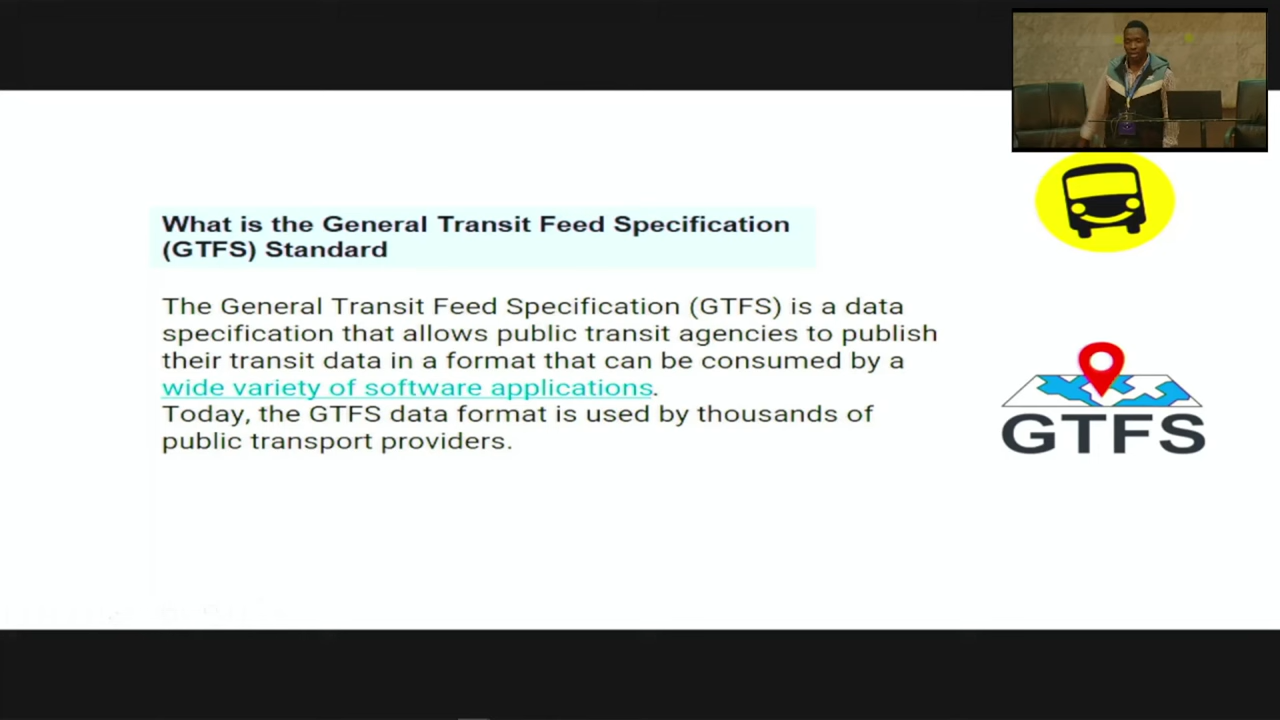 What is the General Transit Feed Specification
(GTFS) Standard
The General Transit Feed Specification (GTFS) is a data
specification that allows public transit agencies to publish
their transit data in a format that can be consumed by a
wide variety of software applications.
Today, the GTFS data format is used by thousands of
public transport providers.
GTFS